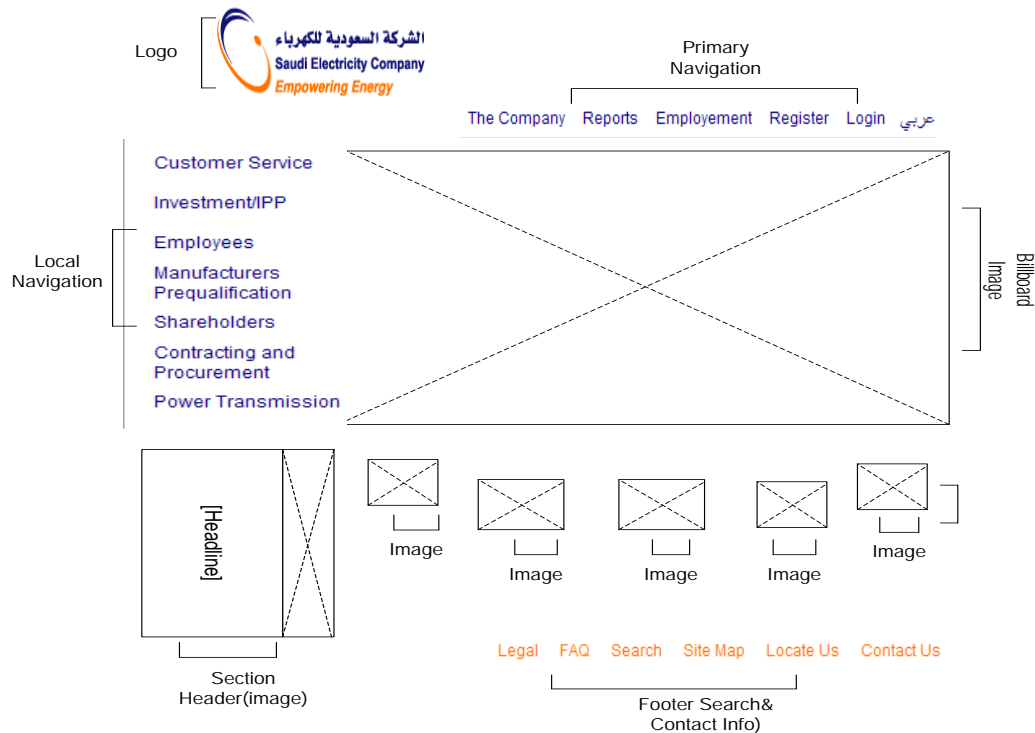 Logo
الشركة السعودية للكهرباء
Saudi Electricity Company
Empowering Energy
Primary
Navigation
The Company Reports Employement Register Login عربي
Local
Navigation
Customer Service
Investment/IPP
Employees
Manufacturers
Prequalification
Shareholders
Contracting and
Procurement
Power Transmission
Billboard
Image
[Headline]
Section
Header(image)
Image
Image
Image
Image
Image
Legal FAQ Search Site Map Locate Us Contact Us
Footer Search&
Contact Info)